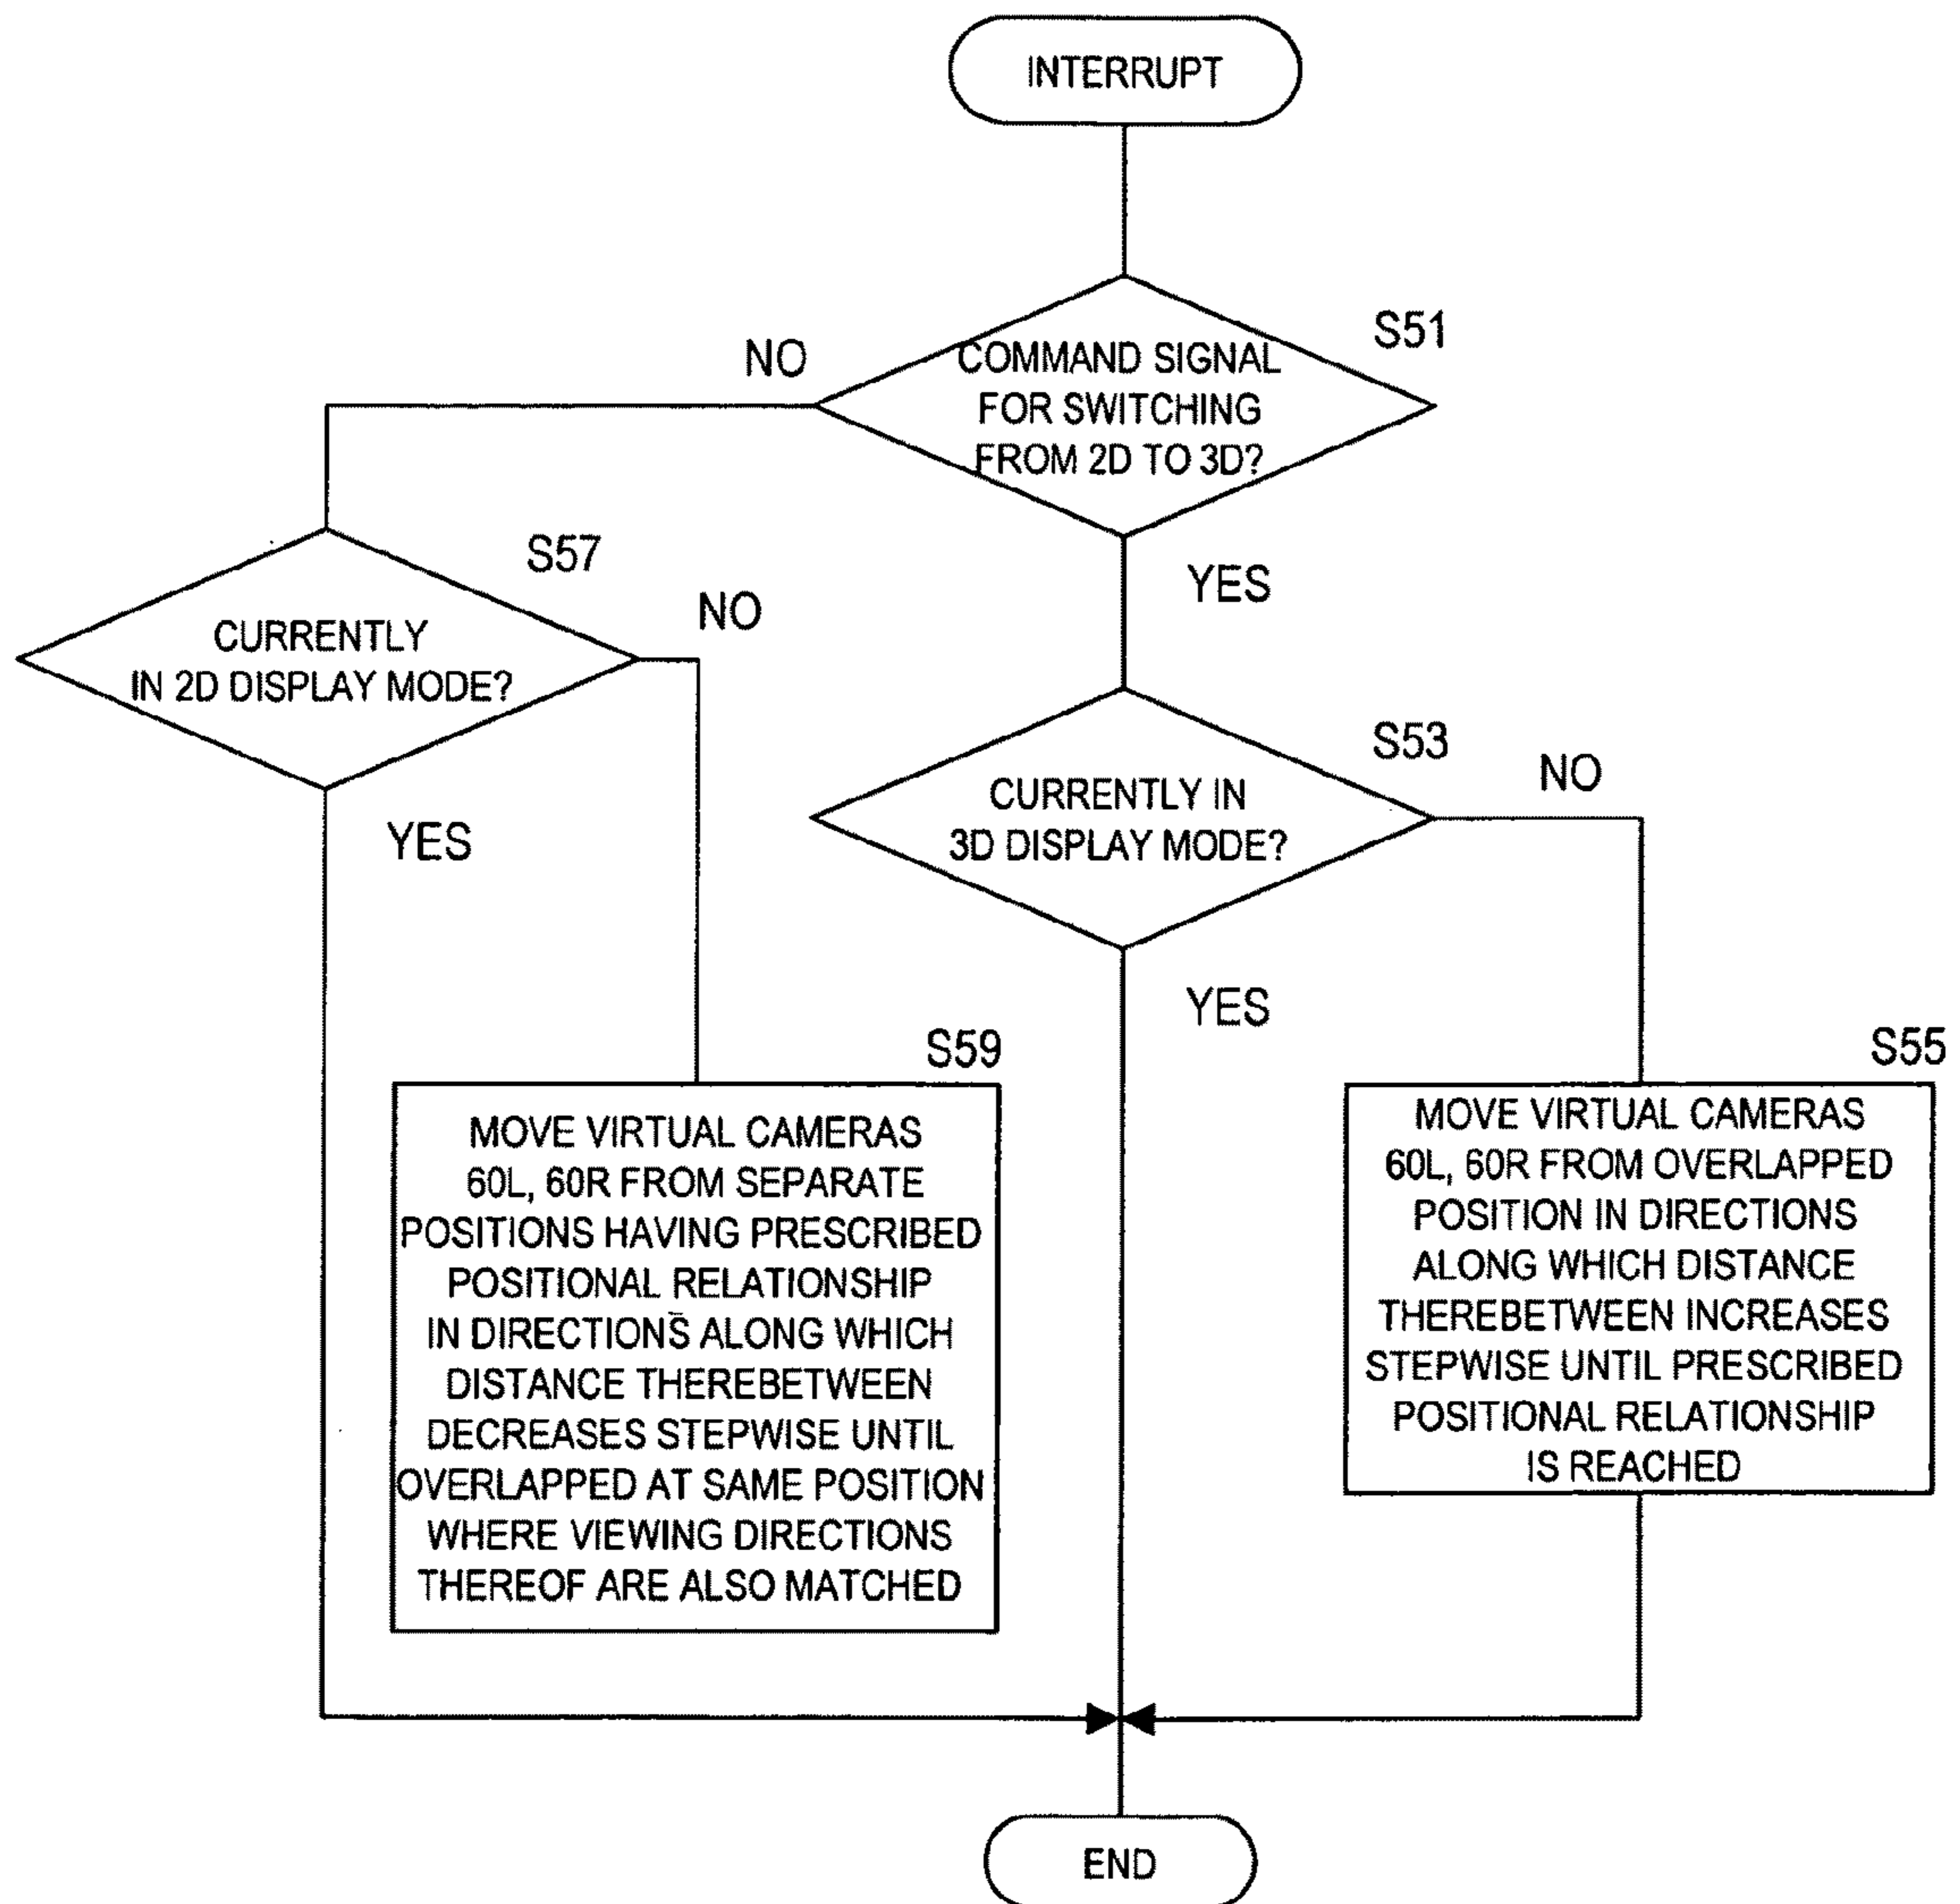 INTERRUPT
S51
NO
COMMAND SIGNAL
FOR SWITCHING
FROM 2D TO 3D?
YES
S57
NO
CURRENTLY
IN 2D DISPLAY MODE?
YES
S53
NO
CURRENTLY IN
3D DISPLAY MODE?
YES
S59
MOVE VIRTUAL CAMERAS
60L, 60R FROM SEPARATE
POSITIONS HAVING PRESCRIBED
POSITIONAL RELATIONSHIP
IN DIRECTIONS ALONG WHICH
DISTANCE THEREBETWEEN
DECREASES STEPWISE UNTIL
OVERLAPPED AT SAME POSITION
WHERE VIEWING DIRECTIONS
THEREOF ARE ALSO MATCHED
S55
MOVE VIRTUAL CAMERAS
60L, 60R FROM OVERLAPPED
POSITION IN DIRECTIONS
ALONG WHICH DISTANCE
THEREBETWEEN INCREASES
STEPWISE UNTIL PRESCRIBED
POSITIONAL RELATIONSHIP
IS REACHED
END